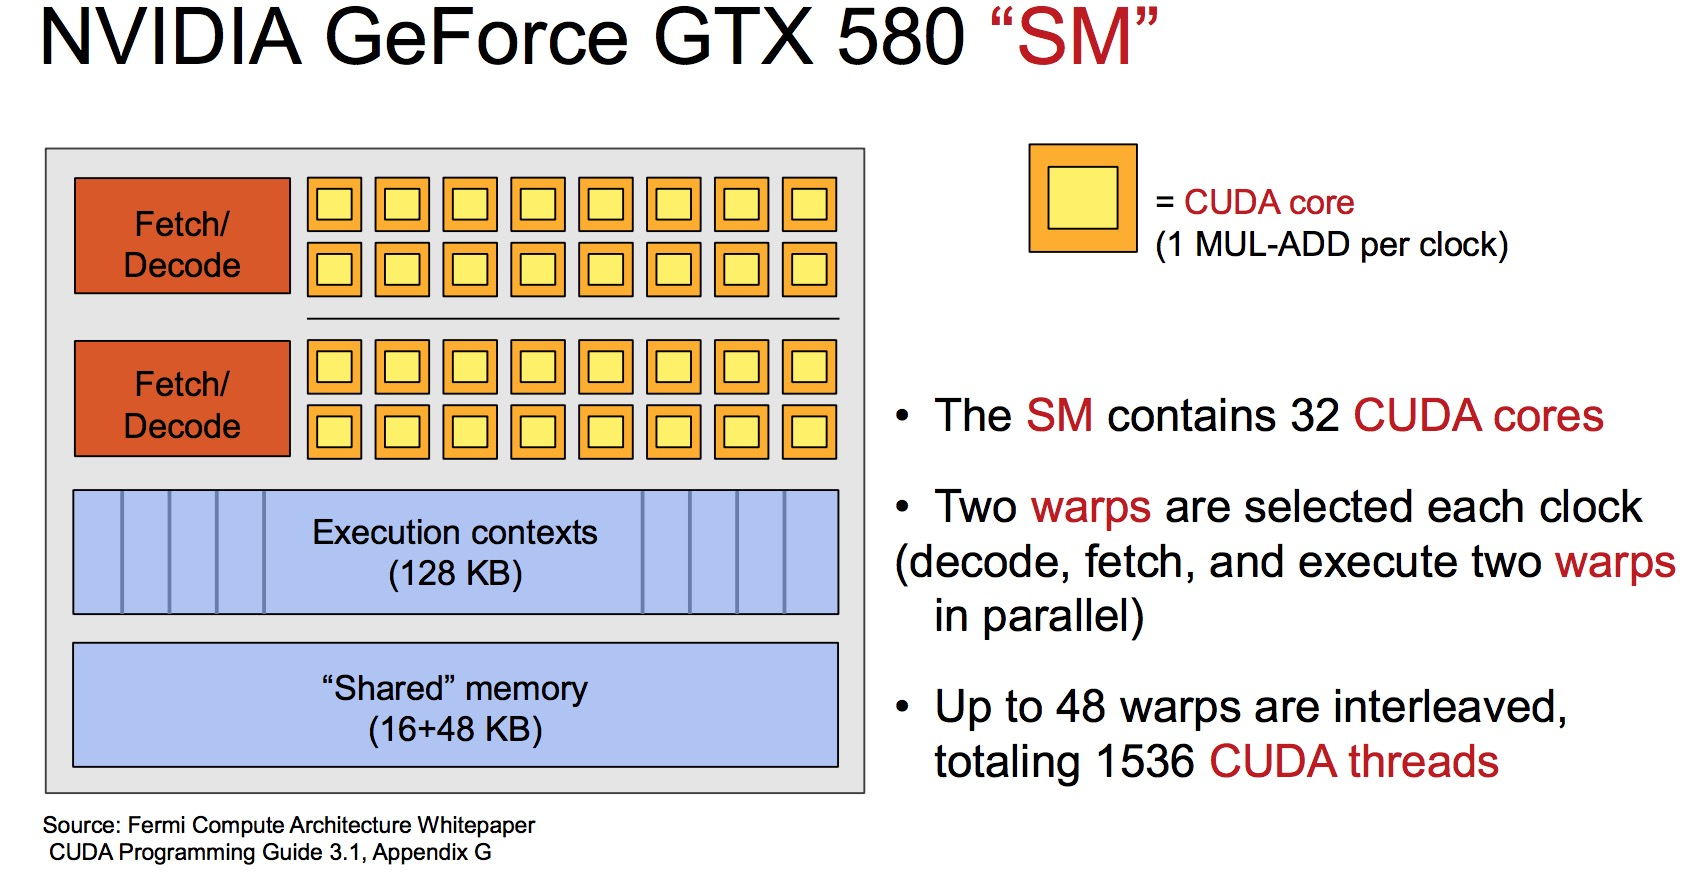 NVIDIA GeForce GTX 580 “SM”
Fetch/
Decode
Fetch/
Decode
Execution contexts
(128 KB)
“Shared” memory
(16+48 KB)
Source: Fermi Compute Architecture Whitepaper
CUDA Programming Guide 3.1, Appendix G
= CUDA core
(1 MUL-ADD per clock)
• The SM contains 32 CUDA cores
• Two warps are selected each clock
(decode, fetch, and execute two warps
in parallel)
• Up to 48 warps are interleaved,
totaling 1536 CUDA threads